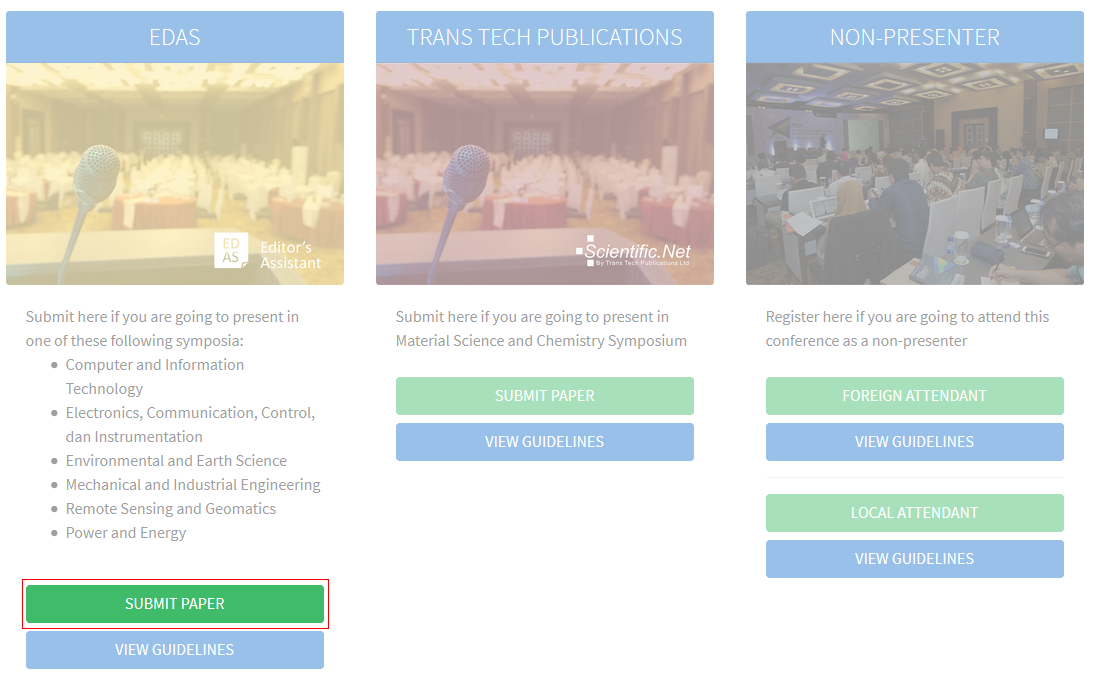 EDAS
ED
AS
Editor's
Assistant
Submit here if you are going to present in
one of these following symposia:
Computer and Information
Technology
Electronics, Communication, Control,
dan Instrumentation
Environmental and Earth Science
Mechanical and Industrial Engineering
Remote Sensing and Geomatics
Power and Energy
SUBMIT PAPER
VIEW GUIDELINES
TRANS TECH PUBLICATIONS
Scientific.Net
By Trans Tech Publications Ltd
Submit here if you are going to present in
Material Science and Chemistry Symposium
SUBMIT PAPER
VIEW GUIDELINES
NON-PRESENTER
Register here if you are going to attend this
conference as a non-presenter
FOREIGN ATTENDANT
VIEW GUIDELINES
LOCAL ATTENDANT
VIEW GUIDELINES